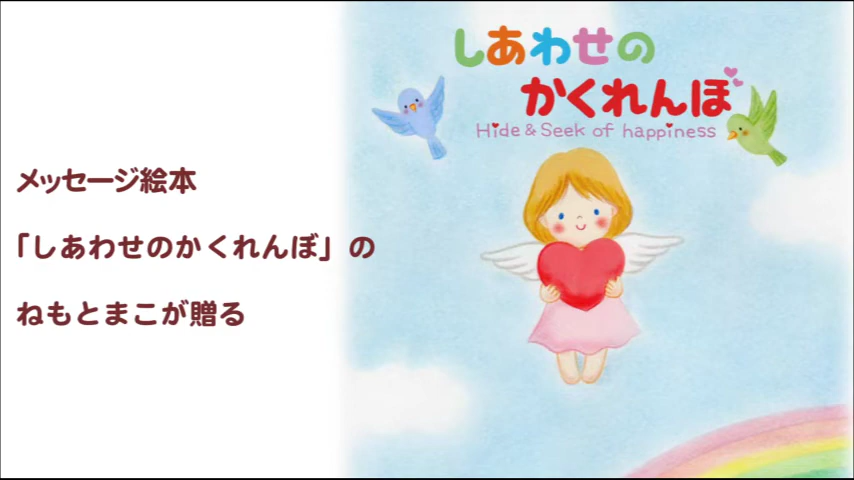 メッセージ絵本
「しあわせのかくれんぼ」の
ねもとまこが贈る
しあわせの
かくれんぼ
Hide & Seek of happiness